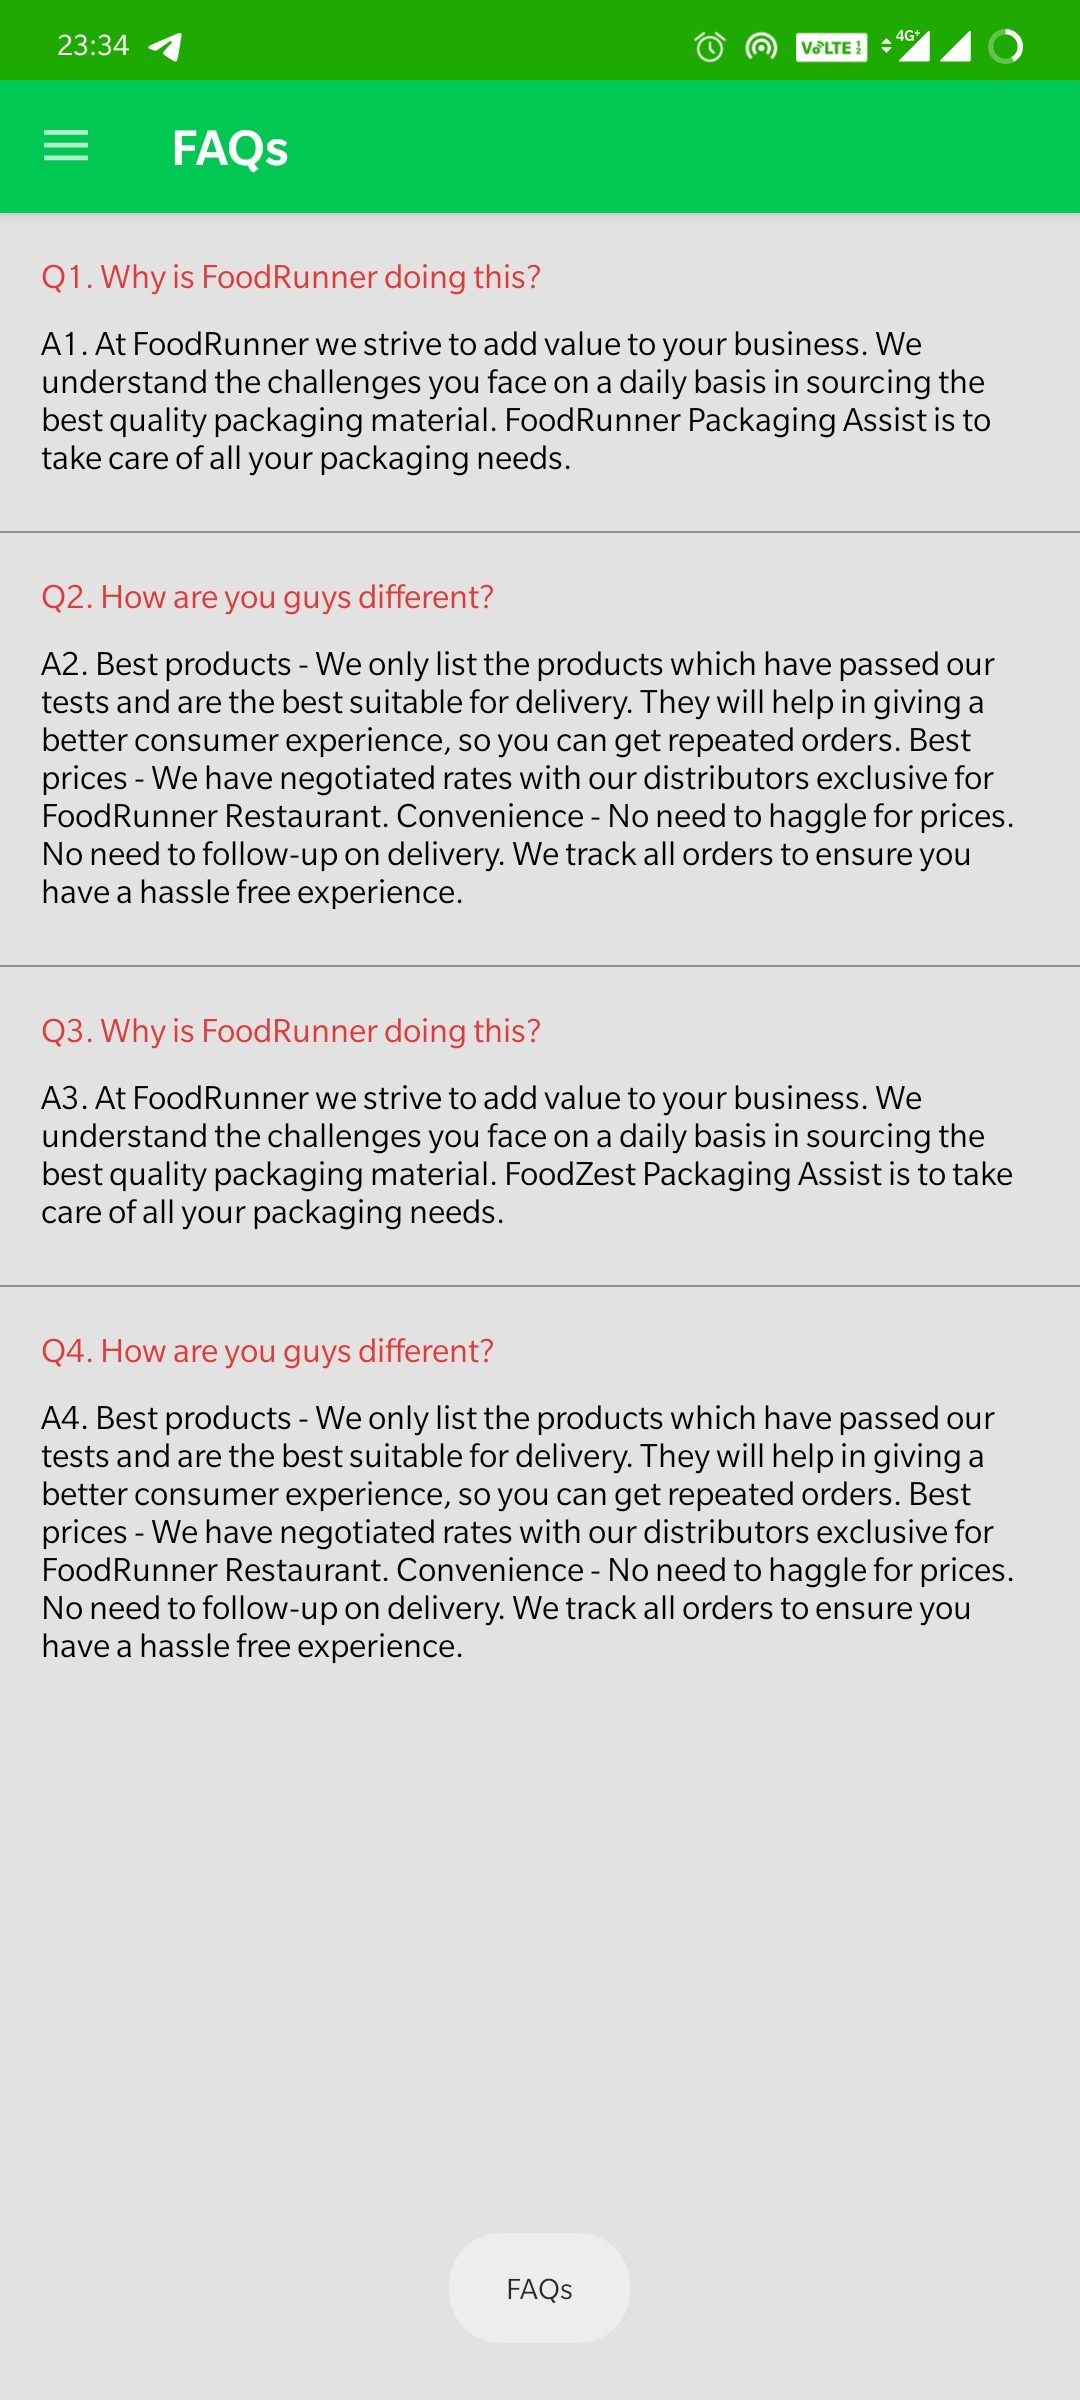 23:34
VoLTE 1 2
4G+
FAQs
Q1. Why is FoodRunner doing this?
A1. At FoodRunner we strive to add value to your business. We
understand the challenges you face on a daily basis in sourcing the
best quality packaging material. FoodRunner Packaging Assist is to
take care of all your packaging needs.
Q2. How are you guys different?
A2. Best products - We only list the products which have passed our
tests and are the best suitable for delivery. They will help in giving a
better consumer experience, so you can get repeated orders. Best
prices - We have negotiated rates with our distributors exclusive for
FoodRunner Restaurant. Convenience - No need to haggle for prices.
No need to follow-up on delivery. We track all orders to ensure you
have a hassle free experience.
Q3. Why is FoodRunner doing this?
A3. At FoodRunner we strive to add value to your business. We
understand the challenges you face on a daily basis in sourcing the
best quality packaging material. FoodZest Packaging Assist is to take
care of all your packaging needs.
Q4. How are you guys different?
A4. Best products - We only list the products which have passed our
tests and are the best suitable for delivery. They will help in giving a
better consumer experience, so you can get repeated orders. Best
prices - We have negotiated rates with our distributors exclusive for
FoodRunner Restaurant. Convenience - No need to haggle for prices.
No need to follow-up on delivery. We track all orders to ensure you
have a hassle free experience.
FAQs